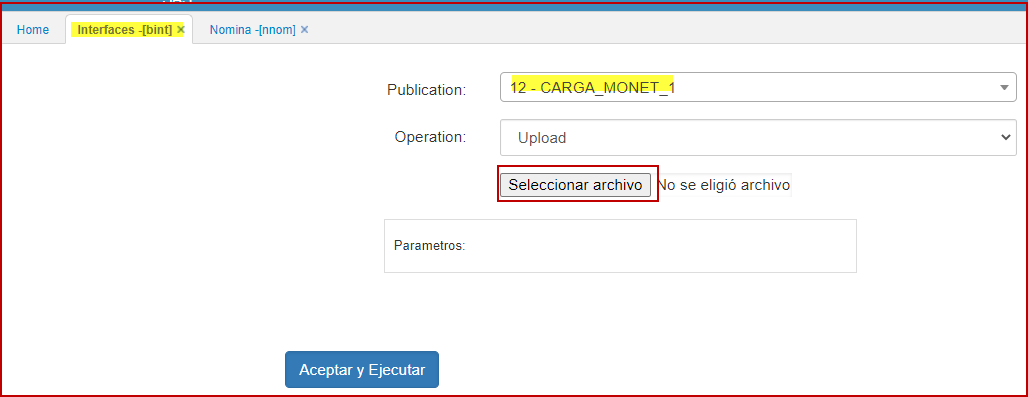 Home Interfaces -[bint] × Nomina -[nnom] ×
Publication: 12 - CARGA_MONET_1
Operation: Upload
Seleccionar archivo No se eligió archivo
Parametros:
Aceptar y Ejecutar